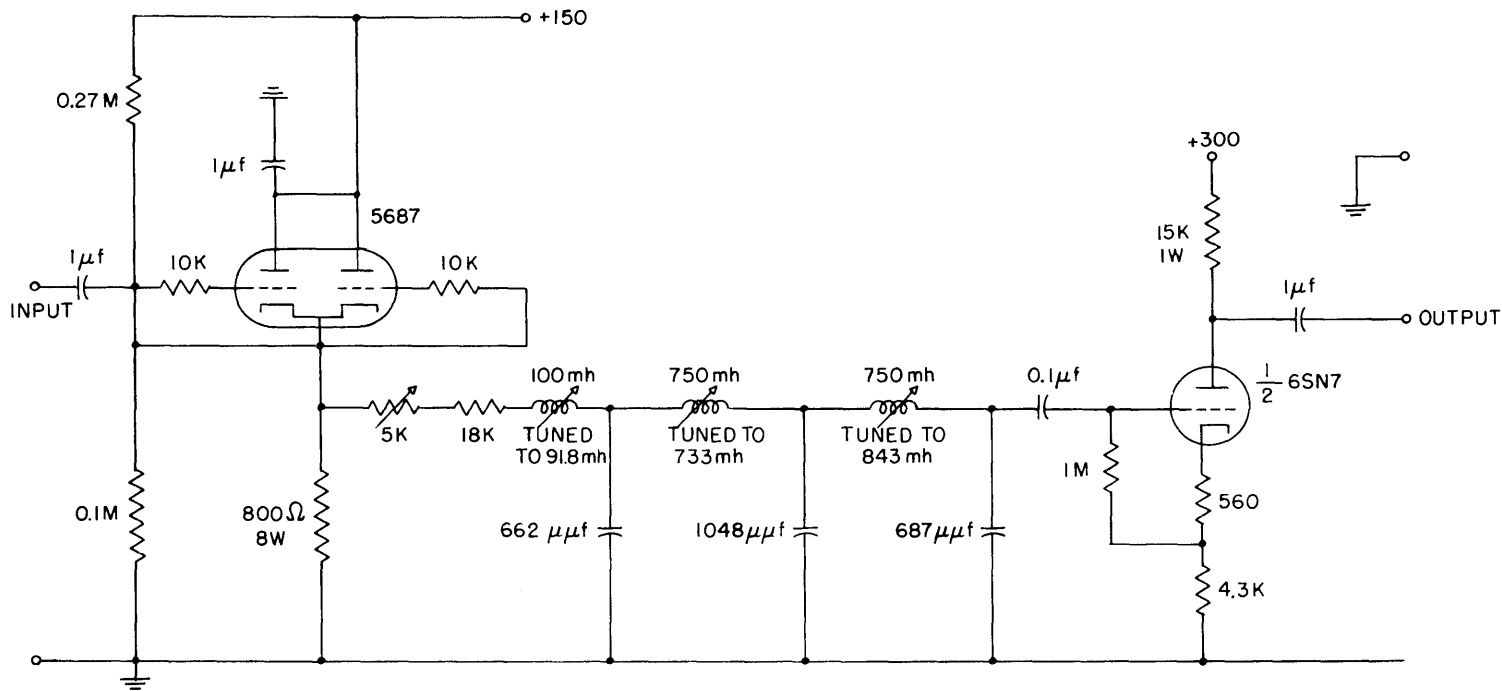 +150
0.27M
1μf
5687
1μf
10K
10K
INPUT
0.1M
800Ω
8W
5K
18K
100mh
TUNED
TO 91.8mh
662 μμf
750mh
TUNED TO
733mh
1048μμf
750mh
TUNED TO
843mh
687μμf
0.1μf
1M
+300
15K
1W
1μf
OUTPUT
1/2 6SN7
560
4.3K